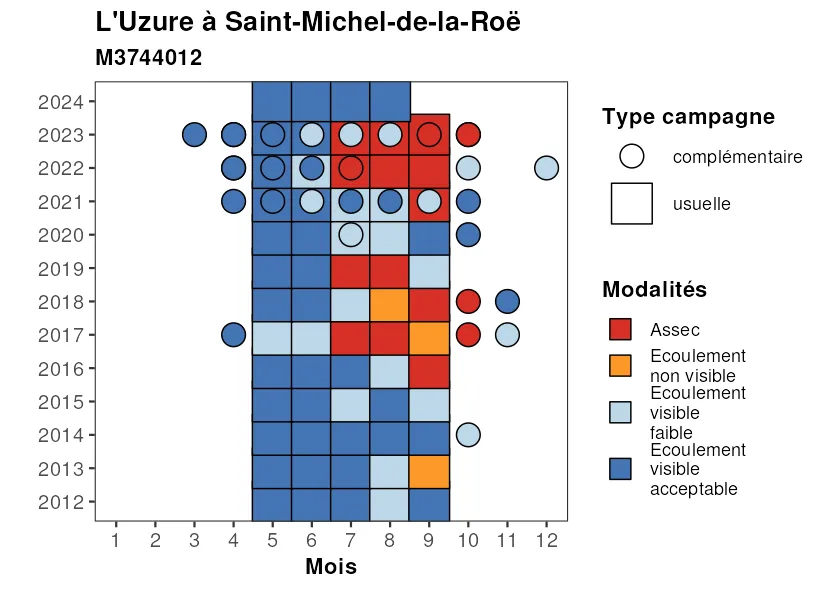 L'Uzure à Saint-Michel-de-la-Roë
M3744012
2024
2023
2022
2021
2020
2019
2018
2017
2016
2015
2014
2013
2012
1 2 3 4 5 6 7 8 9 10 11 12
Mois
Type campagne
complémentaire
usuelle
Modalités
Assec
Ecoulement
non visible
Ecoulement
visible
faible
Ecoulement
visible
acceptable